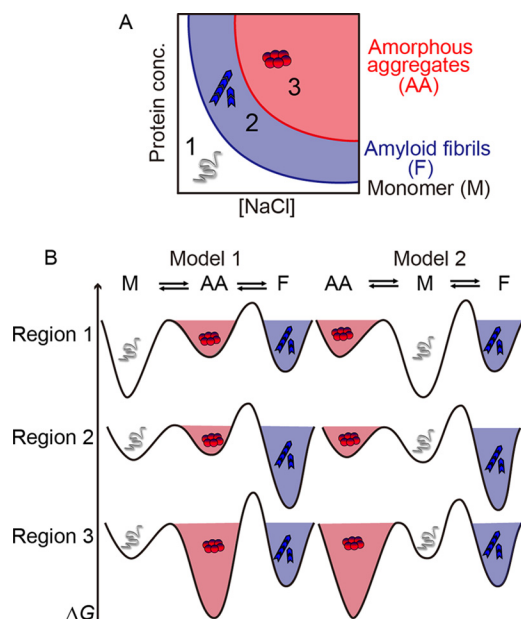 A
Protein conc.
1
2
3
[NaCl]
Amorphous
aggregates
(AA)
Amyloid fibrils
(F)
Monomer (M)
B
Model 1
Model 2
M ⇌ AA ⇌ F
AA ⇌ M ⇌ F
Region 1
Region 2
Region 3
ΔG